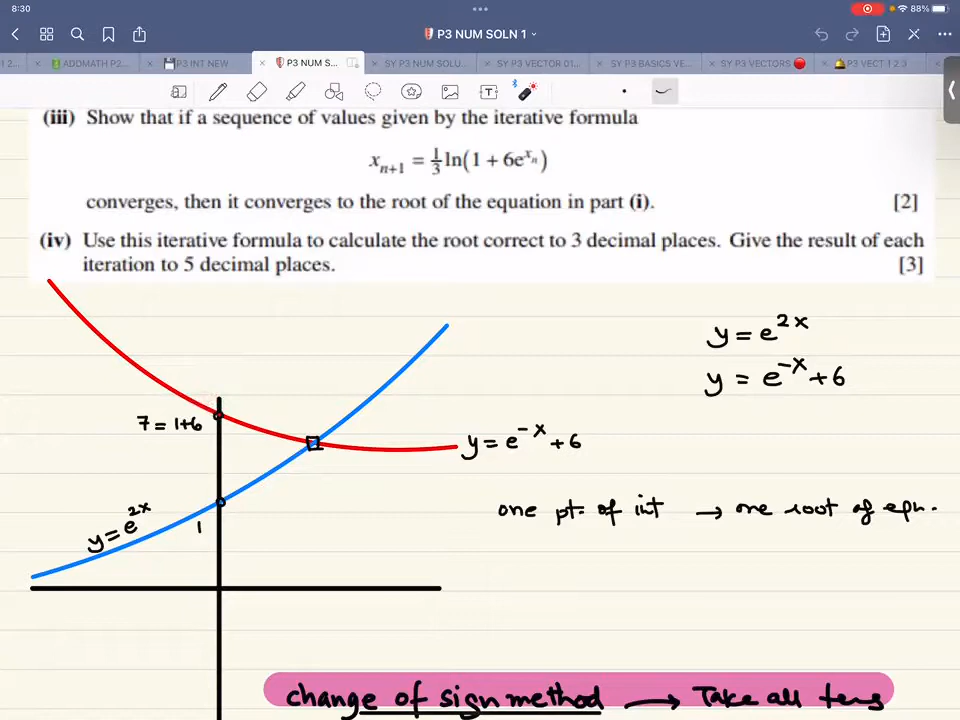 8:30
88%
P3 NUM SOLN 1
ADDMATH P2...
P3 INT NEW
P3 NUM S...
SY P3 NUM SOLU...
SY P3 VECTOR 01...
SY P3 BASICS VE...
SY P3 VECTORS
P3 VECT 1 2 3
(iii) Show that if a sequence of values given by the iterative formula
xₙ₊₁ = 1/3 ln(1 + 6e^xₙ)
converges, then it converges to the root of the equation in part (i). [2]
(iv) Use this iterative formula to calculate the root correct to 3 decimal places. Give the result of each
iteration to 5 decimal places. [3]
y = e^2x
y = e^-x + 6
7 = 1+6
y = e^-x + 6
y = e^2x
1
one pt. of int → one root of eqn.
change of sign method → Take all